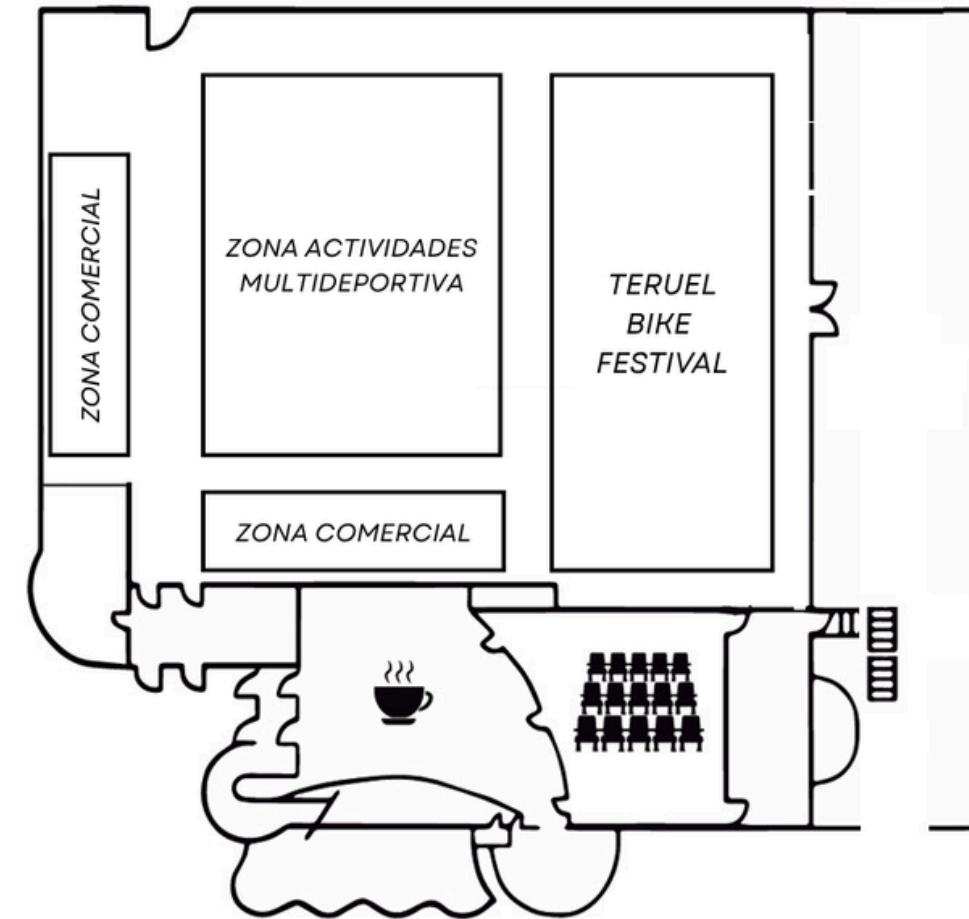 ZONA COMERCIAL
ZONA ACTIVIDADES
MULTIDEPORTIVA
TERUEL
BIKE
FESTIVAL
ZONA COMERCIAL